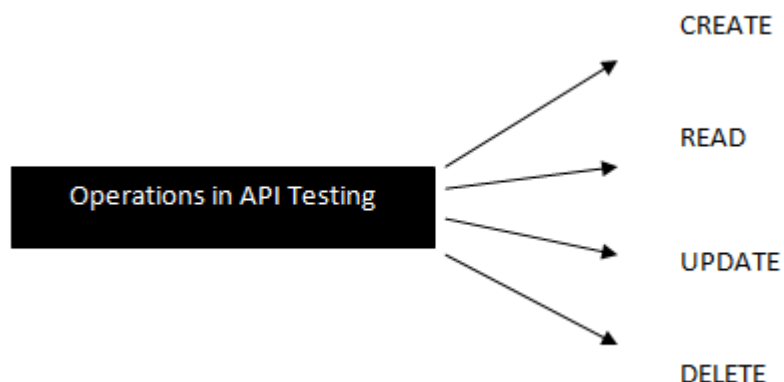 CREATE
READ
Operations in API Testing
UPDATE
DELETE